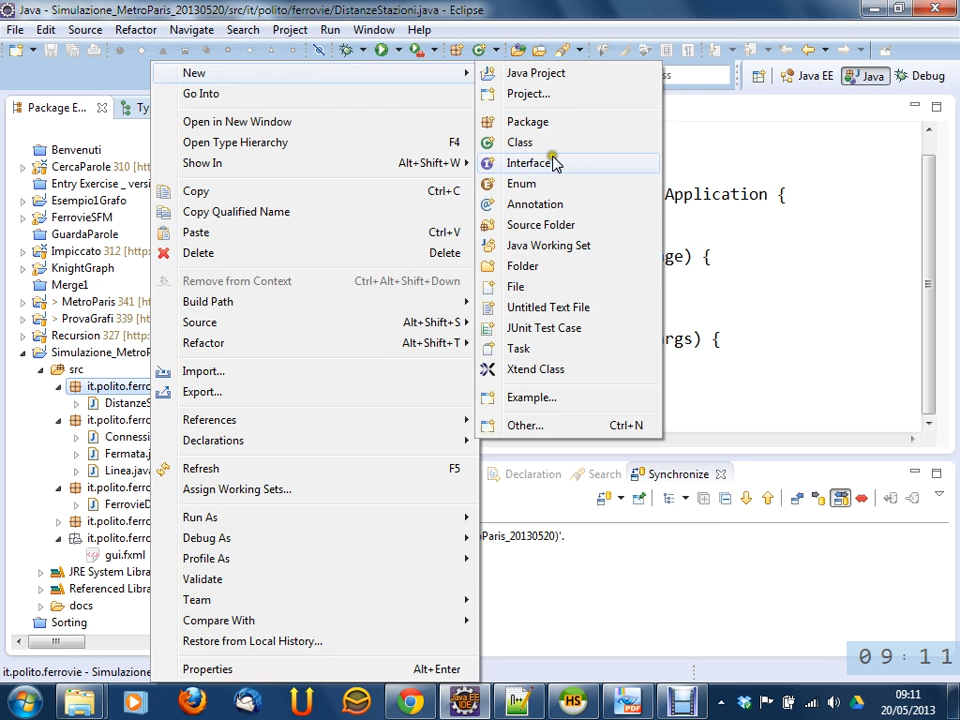 Java - Simulazione_MetroParis_20130520/src/it/polito/ferrovie/DistanzeStazioni.java - Eclipse
File Edit Source Refactor Navigate Search Project Run Window Help
Java EE Java Debug
Package E... Ty
New
Go Into
Open in New Window
Open Type Hierarchy F4
Show In Alt+Shift+W
Copy Ctrl+C
Copy Qualified Name
Paste Ctrl+V
Delete Delete
Remove from Context Ctrl+Alt+Shift+Down
Build Path
Source Alt+Shift+S
Refactor Alt+Shift+T
Import...
Export...
References
Declarations
Refresh F5
Assign Working Sets...
Run As
Debug As
Profile As
Validate
Team
Compare With
Restore from Local History...
Properties Alt+Enter
Java Project
Project...
Package
Class
Interface
Enum
Annotation
Source Folder
Java Working Set
Folder
File
Untitled Text File
JUnit Test Case
Task
Xtend Class
Example...
Other... Ctrl+N
Benvenuti
CercaParole 310 [http
Entry Exercise _ version
Esempio1Grafo
FerrovieSFM
GuardaParole
Impiccato 312 [http
KnightGraph
Merge1
> MetroParis 341 [http
> ProvaGrafi 339 [http
Recursion 327 [http:
Simulazione_MetroP
src
it.polito.ferro
DistanzeS
it.polito.ferro
Connessi
Fermata.j
Linea.java
it.polito.ferro
FerrovieD
it.polito.ferro
it.polito.ferro
gui.fxml
JRE System Libra
Referenced Libra
docs
Sorting
Application {
ge) {
rgs) {
Declaration Search Synchronize
oParis_20130520)'.
it.polito.ferrovie - Simulazione
09:11
09:11
20/05/2013